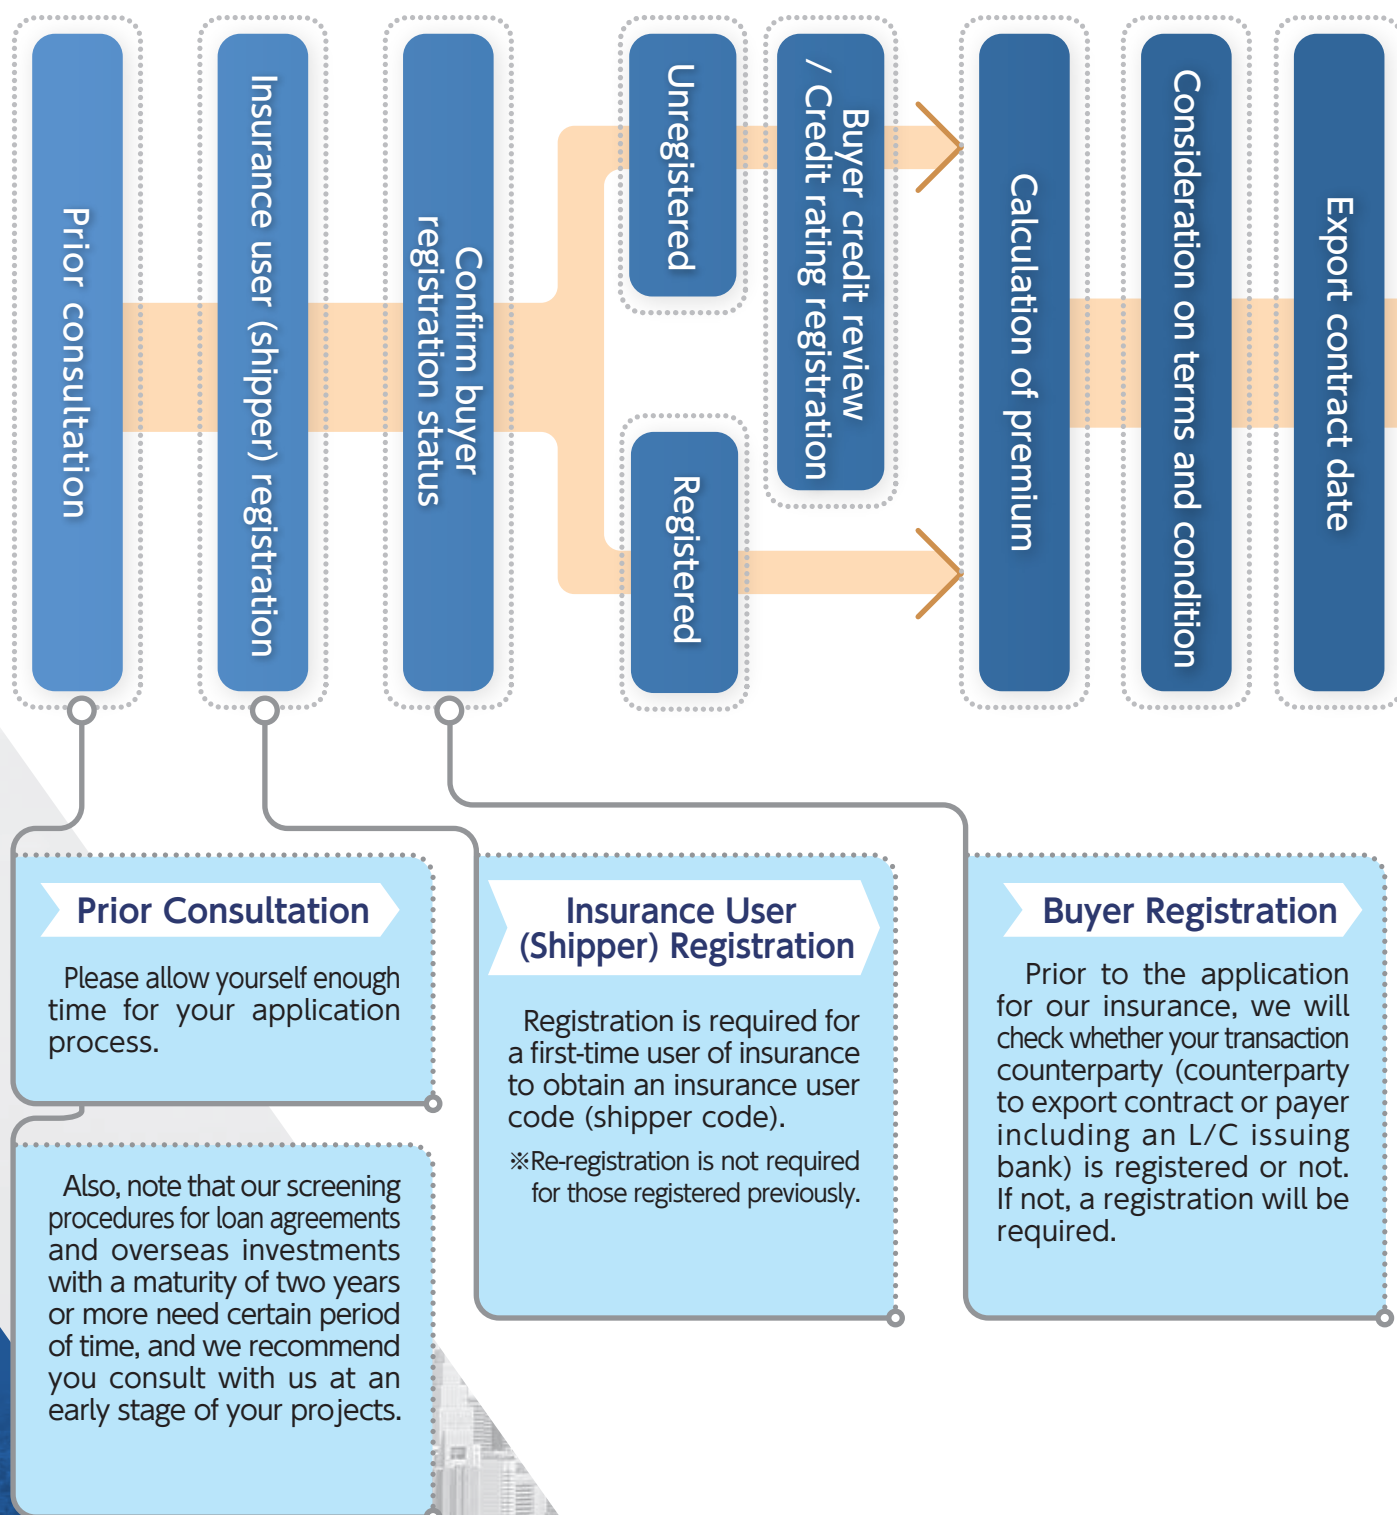 Prior consultation
Insurance user (shipper) registration
Confirm buyer
registration status
Unregistered
Buyer credit review
/ Credit rating registration
Registered
Calculation of premium
Consideration on terms and condition
Export contract date
Prior Consultation
Please allow yourself enough
time for your application
process.
Also, note that our screening
procedures for loan agreements
and overseas investments
with a maturity of two years
or more need certain period
of time, and we recommend
you consult with us at an
early stage of your projects.
Insurance User
(Shipper) Registration
Registration is required for
a first-time user of insurance
to obtain an insurance user
code (shipper code).
※Re-registration is not required
for those registered previously.
Buyer Registration
Prior to the application
for our insurance, we will
check whether your transaction
counterparty (counterparty
to export contract or payer
including an L/C issuing
bank) is registered or not.
If not, a registration will be
required.